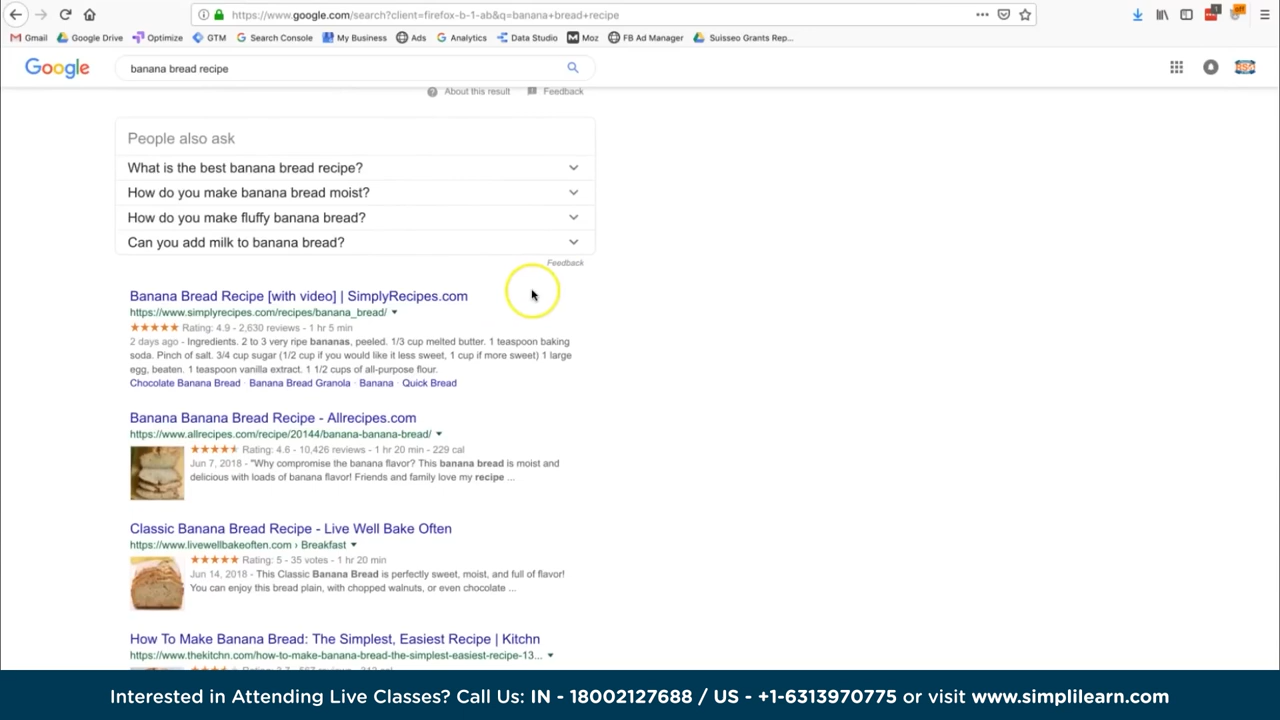 https://www.google.com/search?client=firefox-b-1-ab&q=banana+bread+recipe
Gmail Google Drive Optimize GTM Search Console My Business Ads Analytics Data Studio Moz FB Ad Manager Suisseo Grants Rep...
Google banana bread recipe
About this result Feedback
People also ask
What is the best banana bread recipe?
How do you make banana bread moist?
How do you make fluffy banana bread?
Can you add milk to banana bread?
Feedback
Banana Bread Recipe [with video] | SimplyRecipes.com
https://www.simplyrecipes.com/recipes/banana_bread/
Rating: 4.9 - 2,630 reviews - 1 hr 5 min
2 days ago - Ingredients. 2 to 3 very ripe bananas, peeled. 1/3 cup melted butter. 1 teaspoon baking
soda. Pinch of salt. 3/4 cup sugar (1/2 cup if you would like it less sweet, 1 cup if more sweet) 1 large
egg, beaten. 1 teaspoon vanilla extract. 1 1/2 cups of all-purpose flour.
Chocolate Banana Bread · Banana Bread Granola · Banana · Quick Bread
Banana Banana Bread Recipe - Allrecipes.com
https://www.allrecipes.com/recipe/20144/banana-banana-bread/
Rating: 4.6 - 10,426 reviews - 1 hr 20 min - 229 cal
Jun 7, 2018 - "Why compromise the banana flavor? This banana bread is moist and
delicious with loads of banana flavor! Friends and family love my recipe ...
Classic Banana Bread Recipe - Live Well Bake Often
https://www.livewellbakeoften.com › Breakfast
Rating: 5 - 35 votes - 1 hr 20 min
Jun 14, 2018 - This Classic Banana Bread is perfectly sweet, moist, and full of flavor!
You can enjoy this bread plain, with chopped walnuts, or even chocolate ...
How To Make Banana Bread: The Simplest, Easiest Recipe | Kitchn
https://www.thekitchn.com/how-to-make-banana-bread-the-simplest-easiest-recipe-13...
Interested in Attending Live Classes? Call Us: IN - 18002127688 / US - +1-6313970775 or visit www.simplilearn.com